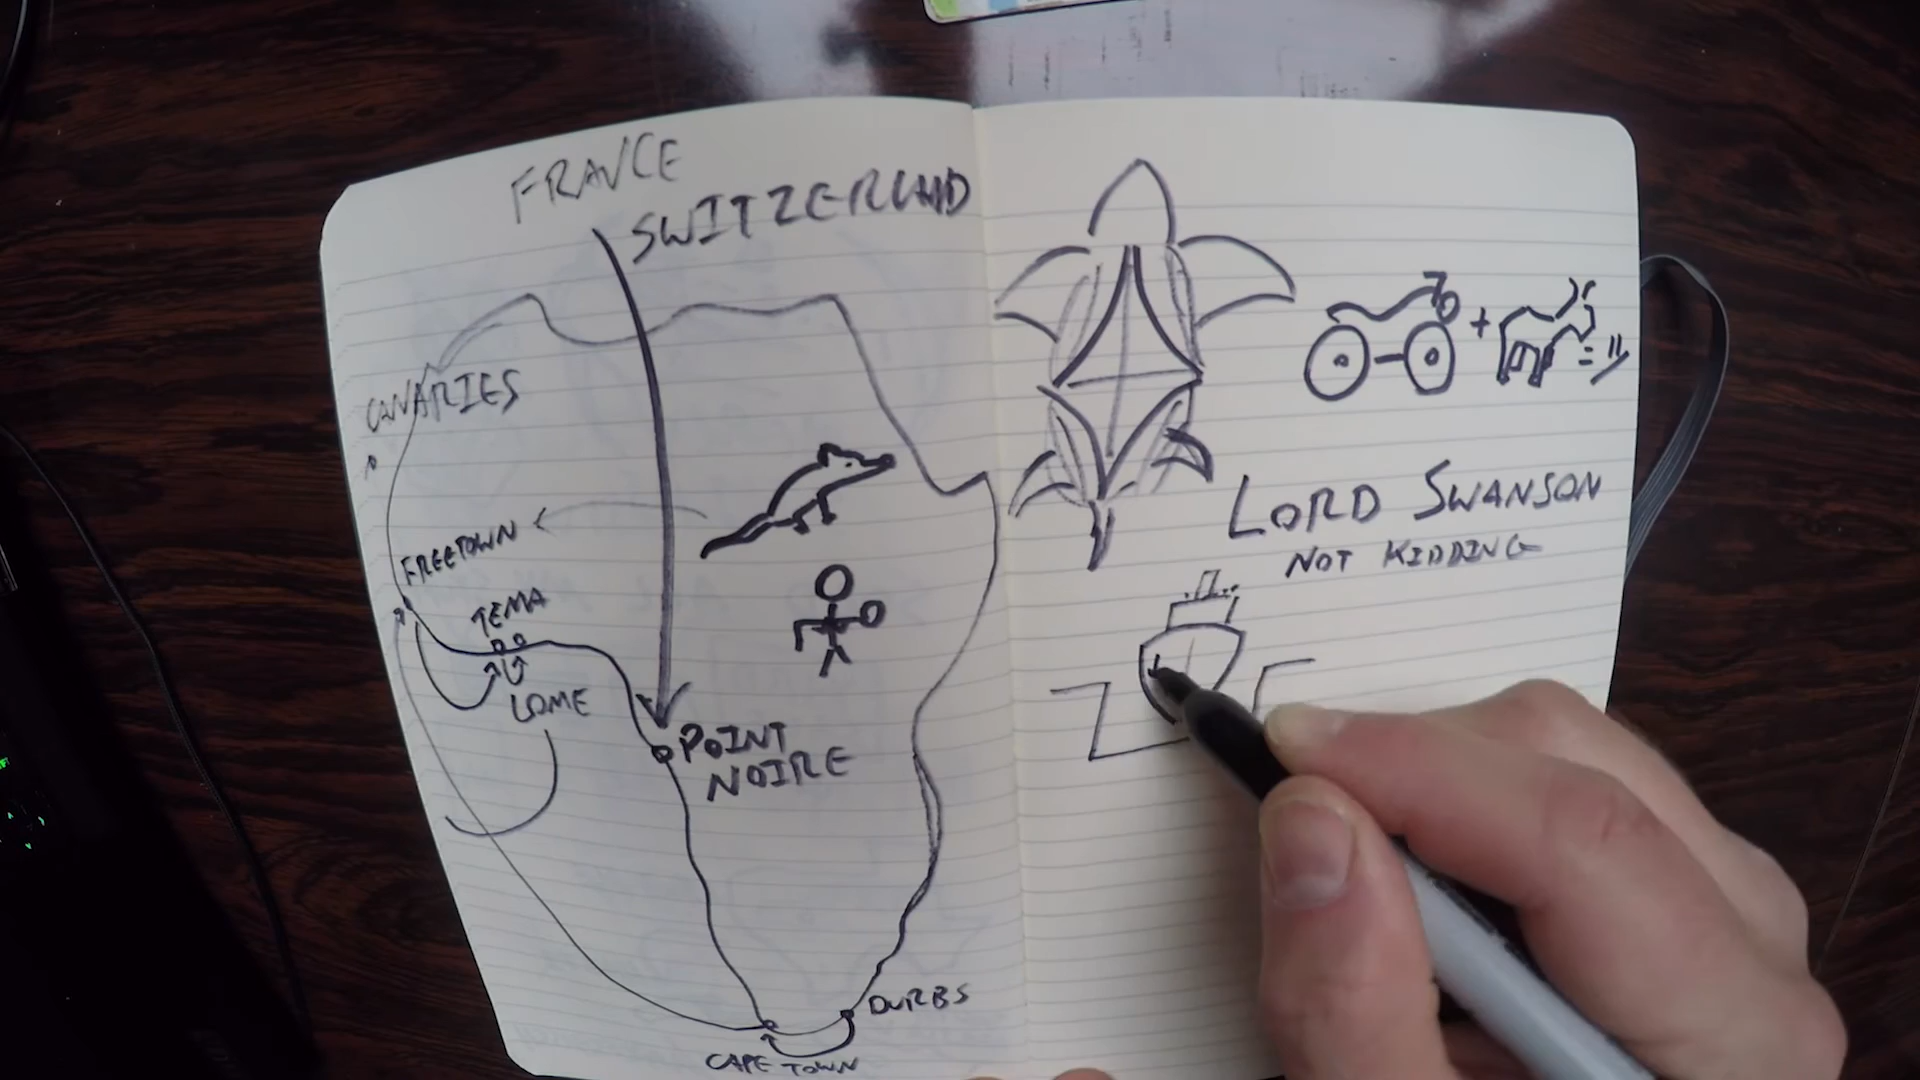 FRANCE
SWITZERLAND
CANARIES
FREETOWN
TEMA
LOME
POINT
NOIRE
DURBS
CAPE TOWN
+
= "
LORD SWANSON
NOT KIDDING